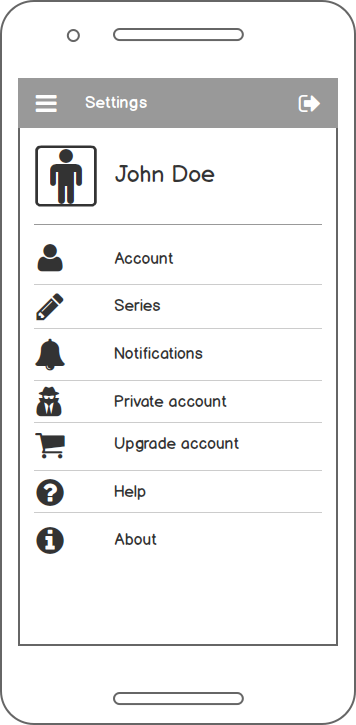 Settings
John Doe
Account
Series
Notifications
Private account
Upgrade account
Help
About